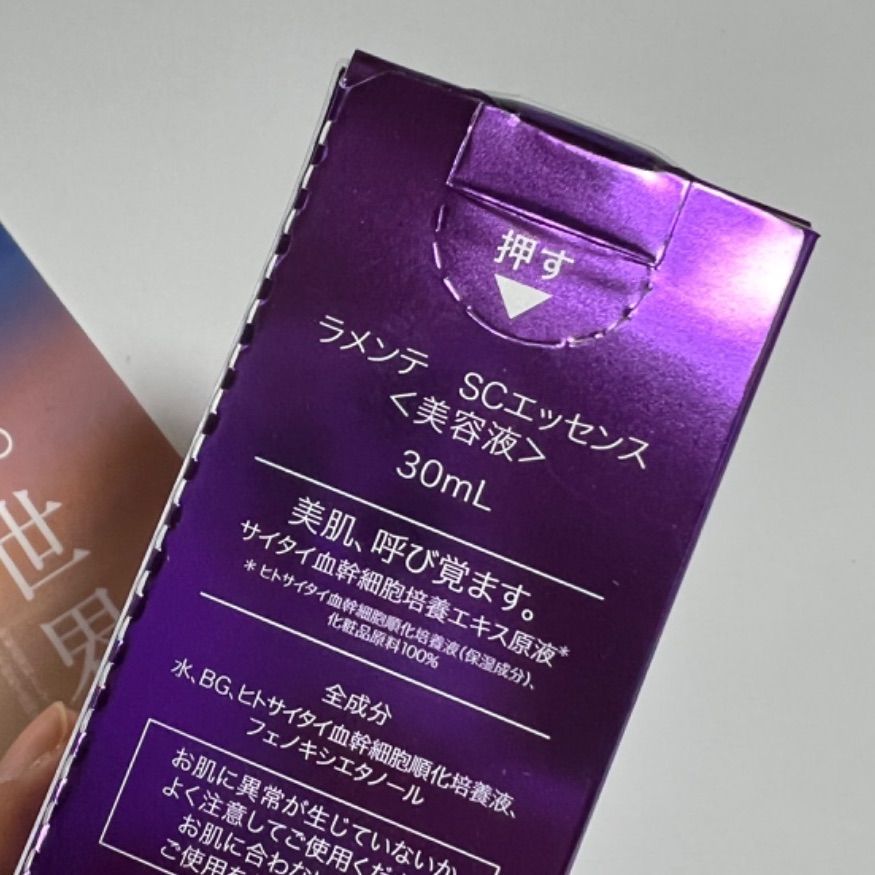 押す
ラメンテ SCエッセンス
<美容液>
30mL
美肌、呼び覚ます。
サイタイ血幹細胞培養エキス原液*
*ヒトサイタイ血幹細胞順化培養液(保湿成分)、
化粧品原料100%
全成分
水、BG、ヒトサイタイ血幹細胞順化培養液、
フェノキシエタノール
お肌に異常が生じていないか
よく注意してご使用くだ
お肌に合わな
ご使用を
。
世
界